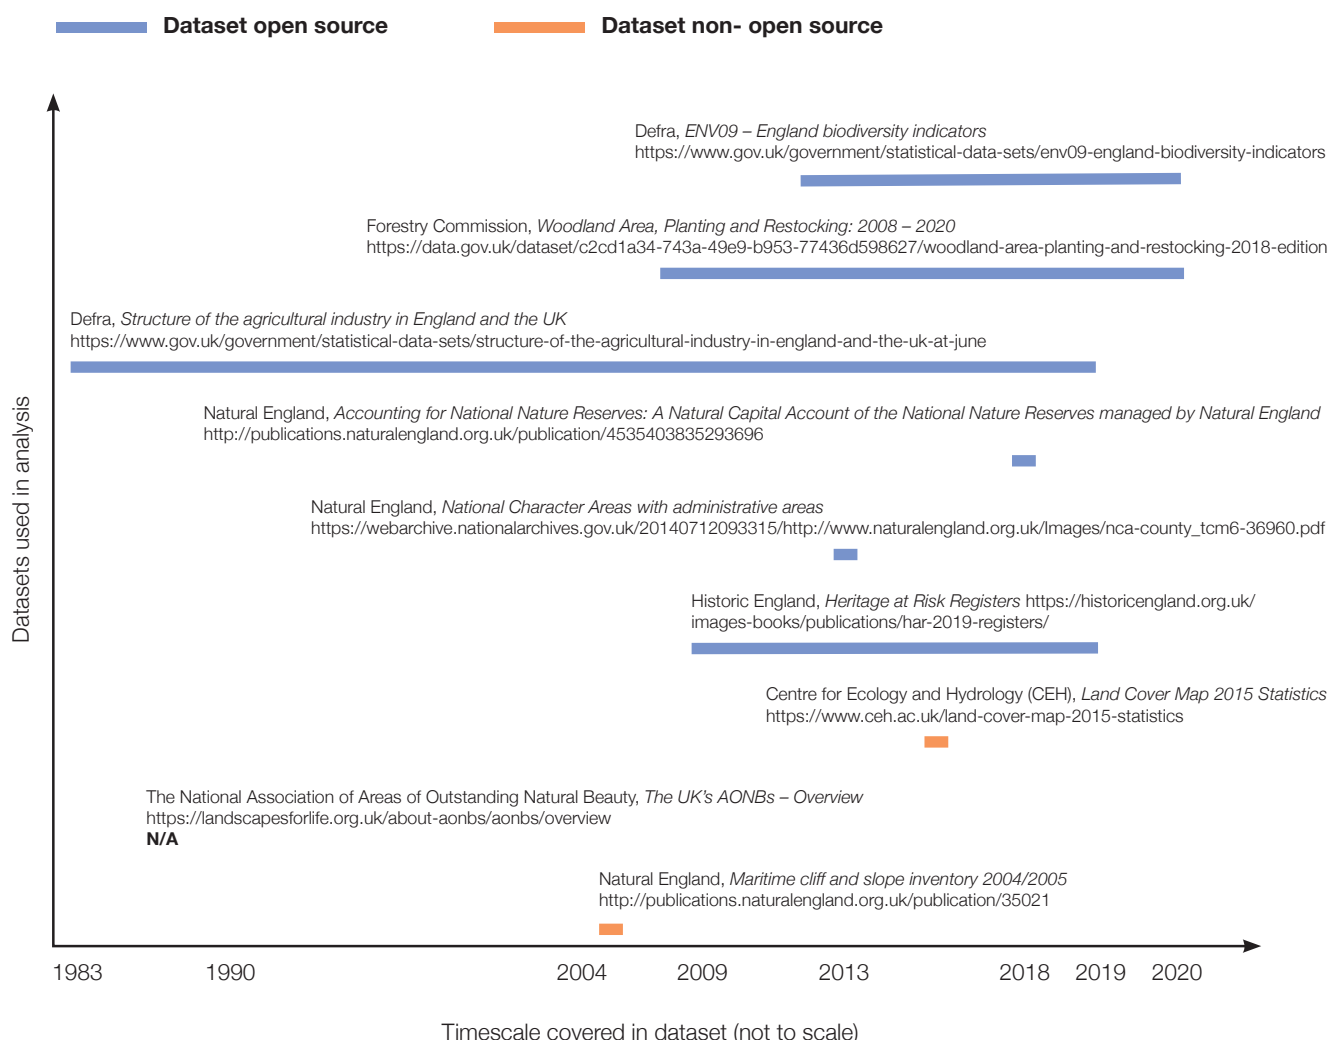 Dataset open source
Dataset non- open source
Defra, ENV09 – England biodiversity indicators
https://www.gov.uk/government/statistical-data-sets/env09-england-biodiversity-indicators
Forestry Commission, Woodland Area, Planting and Restocking: 2008 – 2020
https://data.gov.uk/dataset/c2cd1a34-743a-49e9-b953-77436d598627/woodland-area-planting-and-restocking-2018-edition
Defra, Structure of the agricultural industry in England and the UK
https://www.gov.uk/government/statistical-data-sets/structure-of-the-agricultural-industry-in-england-and-the-uk-at-june
Natural England, Accounting for National Nature Reserves: A Natural Capital Account of the National Nature Reserves managed by Natural England
http://publications.naturalengland.org.uk/publication/4535403835293696
Natural England, National Character Areas with administrative areas
https://webarchive.nationalarchives.gov.uk/20140712093315/http://www.naturalengland.org.uk/Images/nca-county_tcm6-36960.pdf
Historic England, Heritage at Risk Registers https://historicengland.org.uk/
images-books/publications/har-2019-registers/
Centre for Ecology and Hydrology (CEH), Land Cover Map 2015 Statistics
https://www.ceh.ac.uk/land-cover-map-2015-statistics
The National Association of Areas of Outstanding Natural Beauty, The UK's AONBs – Overview
https://landscapesforlife.org.uk/about-aonbs/aonbs/overview
N/A
Natural England, Maritime cliff and slope inventory 2004/2005
http://publications.naturalengland.org.uk/publication/35021
Datasets used in analysis
1983 1990 2004 2009 2013 2018 2019 2020
Timescale covered in dataset (not to scale)